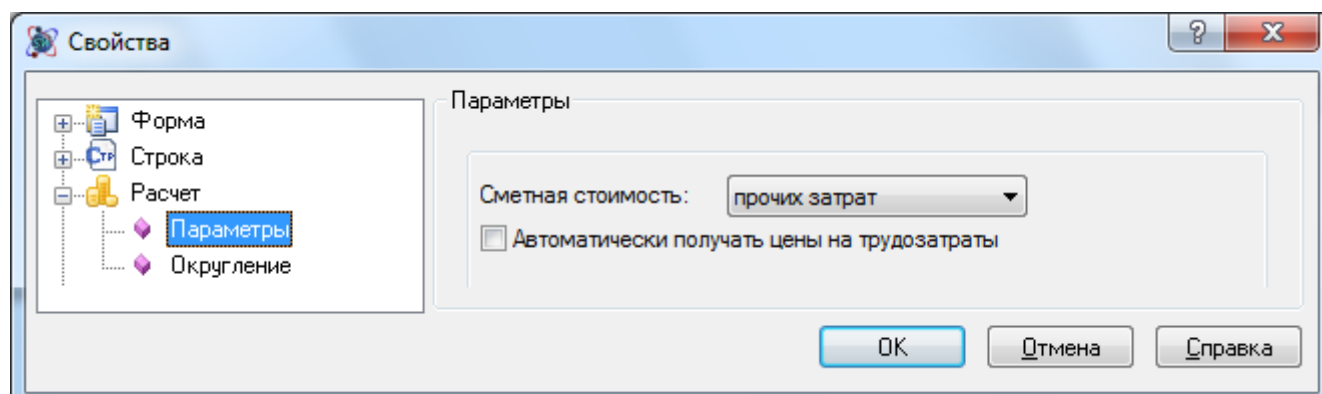 Свойства
Форма
Стр Строка
Расчет
Параметры
Округление
Параметры
Сметная стоимость: прочих затрат
Автоматически получать цены на трудозатраты
OK Отмена Справка